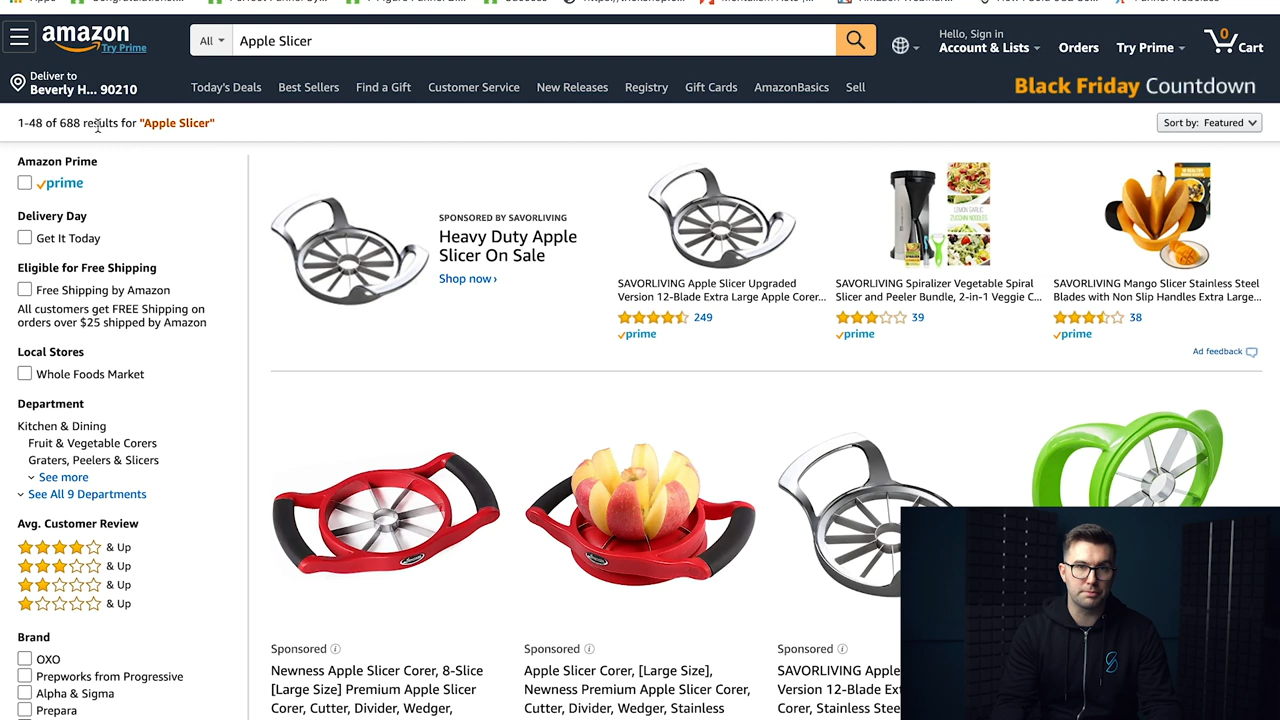 amazon
Try Prime
All
Apple Slicer
Hello, Sign in
Account & Lists
Orders
Try Prime
0
Cart
Deliver to
Beverly H... 90210
Today's Deals
Best Sellers
Find a Gift
Customer Service
New Releases
Registry
Gift Cards
AmazonBasics
Sell
Black Friday Countdown
1-48 of 688 results for "Apple Slicer"
Sort by: Featured
Amazon Prime
prime
Delivery Day
Get It Today
Eligible for Free Shipping
Free Shipping by Amazon
All customers get FREE Shipping on
orders over $25 shipped by Amazon
Local Stores
Whole Foods Market
Department
Kitchen & Dining
Fruit & Vegetable Corers
Graters, Peelers & Slicers
See more
See All 9 Departments
Avg. Customer Review
& Up
& Up
& Up
& Up
Brand
OXO
Prepworks from Progressive
Alpha & Sigma
Prepara
SPONSORED BY SAVORLIVING
Heavy Duty Apple
Slicer On Sale
Shop now ›
SAVORLIVING Apple Slicer Upgraded
Version 12-Blade Extra Large Apple Corer...
249
prime
SAVORLIVING Spiralizer Vegetable Spiral
Slicer and Peeler Bundle, 2-in-1 Veggie C...
39
prime
SAVORLIVING Mango Slicer Stainless Steel
Blades with Non Slip Handles Extra Large...
38
prime
Ad feedback
Sponsored
Newness Apple Slicer Corer, 8-Slice
[Large Size] Premium Apple Slicer
Corer, Cutter, Divider, Wedger,
Sponsored
Apple Slicer Corer, [Large Size],
Newness Premium Apple Slicer Corer,
Cutter, Divider, Wedger, Stainless
Sponsored
SAVORLIVING Apple
Version 12-Blade Ex
Corer, Stainless Stee